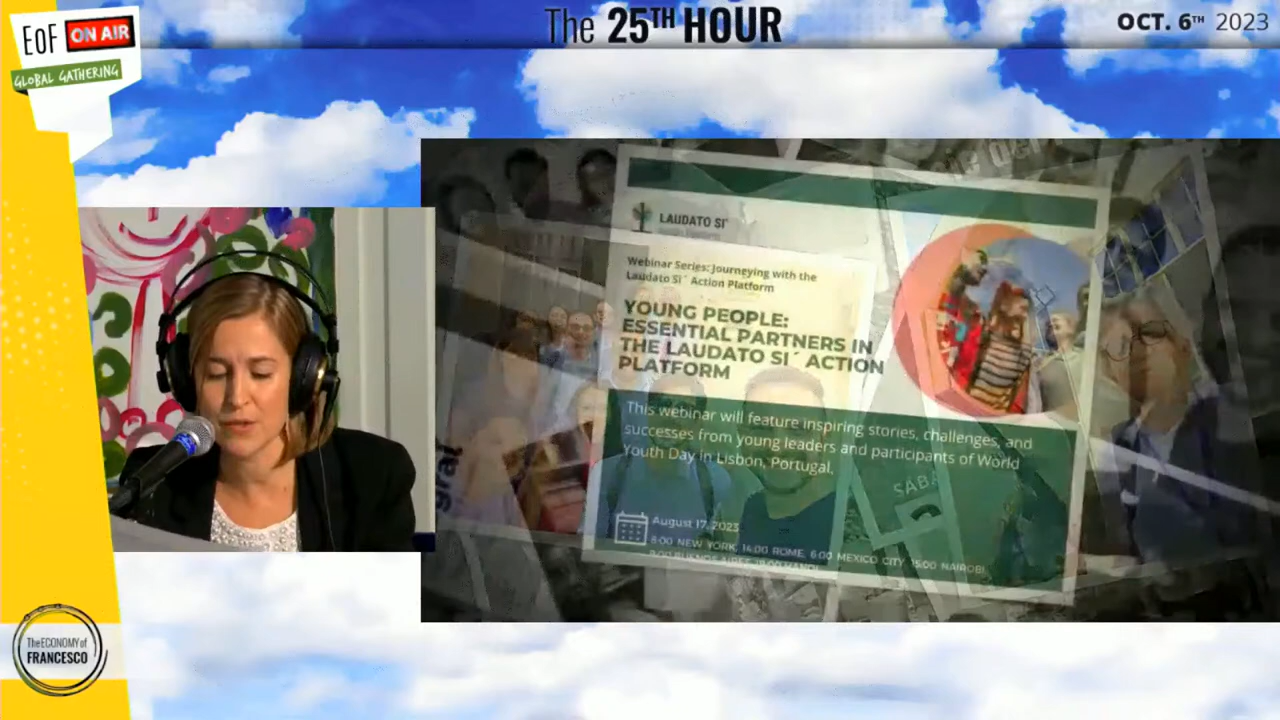 EoF ON AIR
GLOBAL GATHERING
The 25TH HOUR
OCT. 6TH 2023
LAUDATO SI'
Webinar Series: Journeying with the
Laudato Si´ Action Platform
YOUNG PEOPLE:
ESSENTIAL PARTNERS IN
THE LAUDATO SI´ ACTION
PLATFORM
This webinar will feature inspiring stories, challenges, and
successes from young leaders and participants of World
Youth Day in Lisbon, Portugal.
SABA
August 17, 2023
8:00 NEW YORK, 14:00 ROME, 6:00 MEXICO CITY 15:00 NAIROBI,
The ECONOMY of
FRANCESCO